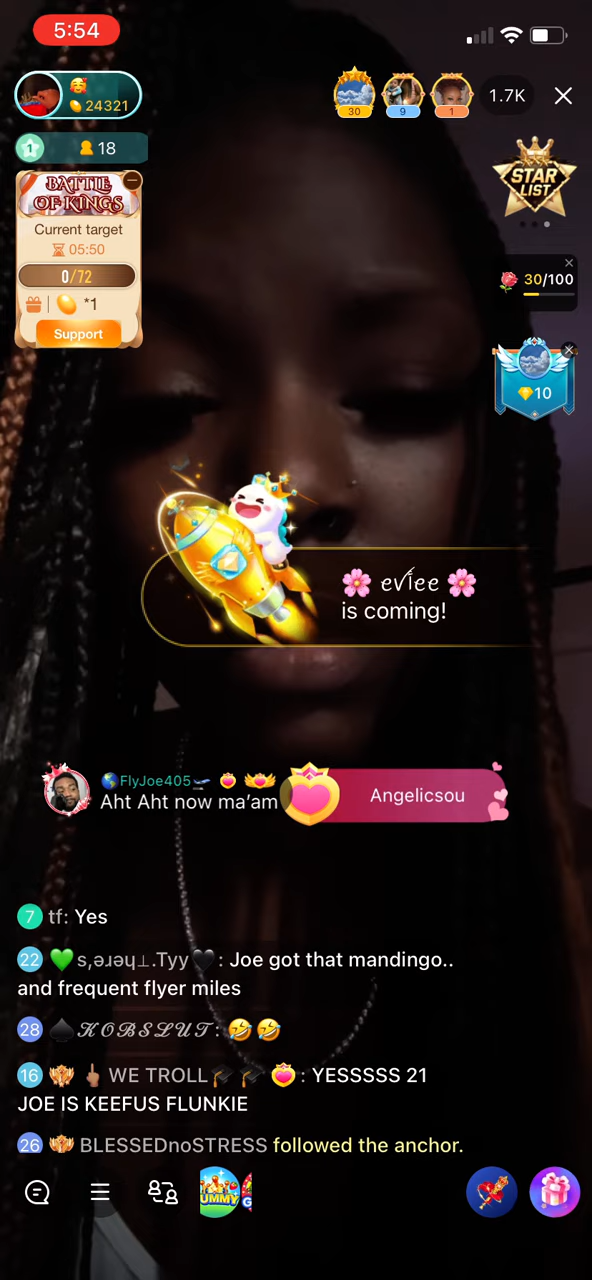 5:54
🥰
24321
30
9
1
1.7K
1
18
STAR
LIST
BATTLE
OF KINGS
Current target
05:50
0/72
*1
Support
30/100
10
🌸 eviee 🌸
is coming!
🌎FlyJoe405🛫
Aht Aht now ma'am
Angelicsou
7 tf: Yes
22 💚s,ǝɹǝɥ⊥.Tyy🖤: Joe got that mandingo..
and frequent flyer miles
28 ♠️𝒦𝒪ℬ𝒮ℒ𝒰𝒯: 🤣🤣
16 🖕🏽WE TROLL🎓🎓: YESSSSS 21
JOE IS KEEFUS FLUNKIE
26 BLESSEDnoSTRESS followed the anchor.
UMMY
G